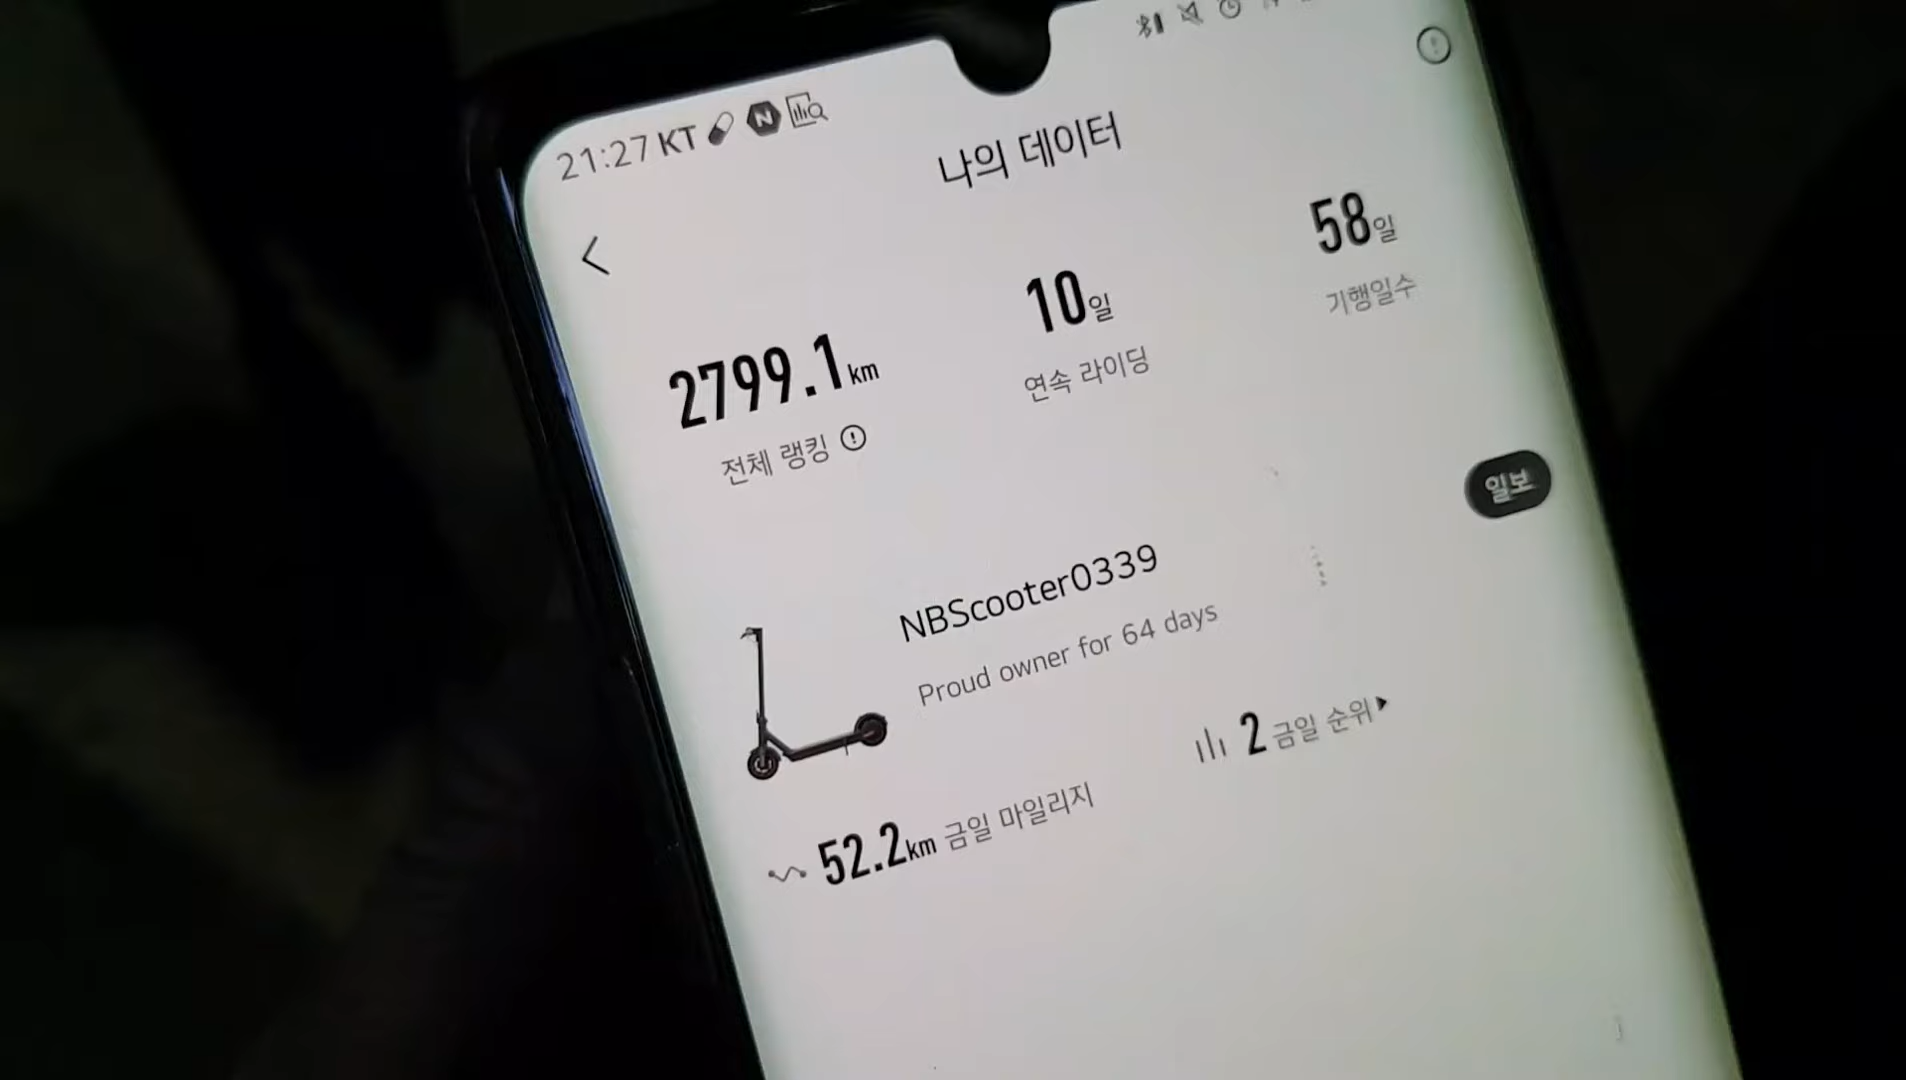 21:27 KT
나의 데이터
2799.1km
전체 랭킹
10일
연속 라이딩
58일
기행일수
일보
NBScooter0339
Proud owner for 64 days
52.2km 금일 마일리지
2 금일 순위